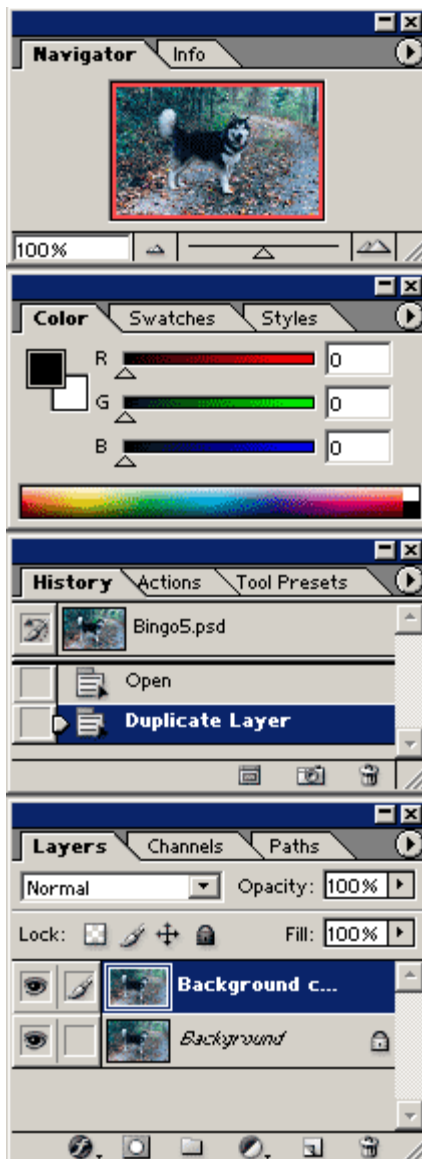 Navigator Info
100%
Color Swatches Styles
R 0
G 0
B 0
History Actions Tool Presets
Bingo5.psd
Open
Duplicate Layer
Layers Channels Paths
Normal Opacity: 100%
Lock: Fill: 100%
Background c...
Background